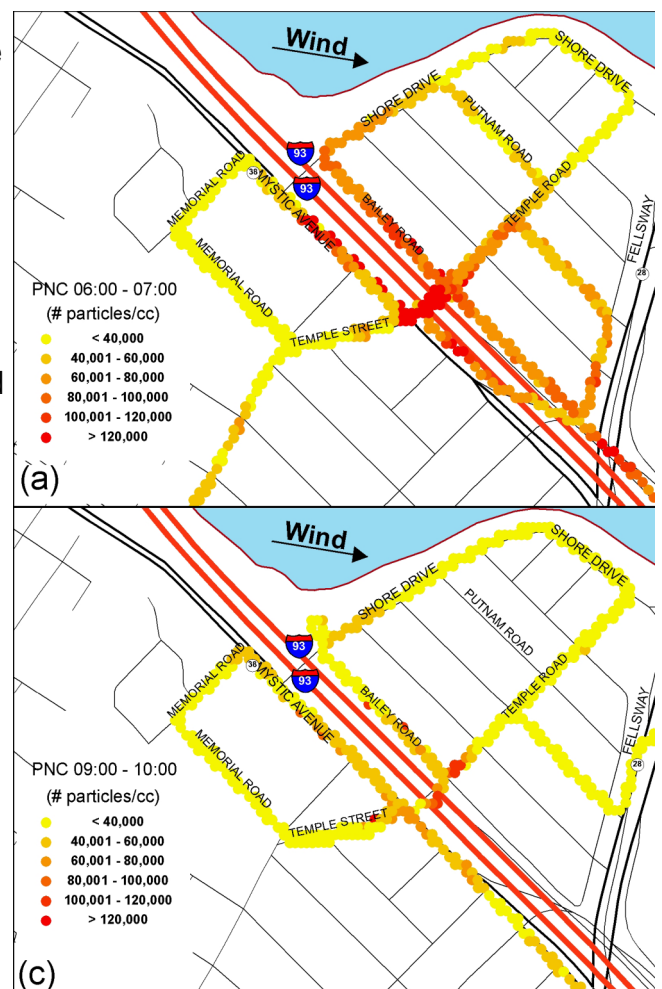 e
d
Wind
SHORE DRIVE
SHORE DRIVE
PUTNAM ROAD
TEMPLE ROAD
93
93
BAILEY ROAD
MEMORIAL ROAD
38
MYSTIC AVENUE
MEMORIAL ROAD
FELLSWAY
28
TEMPLE STREET
PNC 06:00 - 07:00
(# particles/cc)
< 40,000
40,001 - 60,000
60,001 - 80,000
80,001 - 100,000
100,001 - 120,000
> 120,000
(a)
Wind
SHORE DRIVE
SHORE DRIVE
PUTNAM ROAD
TEMPLE ROAD
93
93
BAILEY ROAD
MEMORIAL ROAD
38
MYSTIC AVENUE
MEMORIAL ROAD
FELLSWAY
28
TEMPLE STREET
PNC 09:00 - 10:00
(# particles/cc)
< 40,000
40,001 - 60,000
60,001 - 80,000
80,001 - 100,000
100,001 - 120,000
> 120,000
(c)